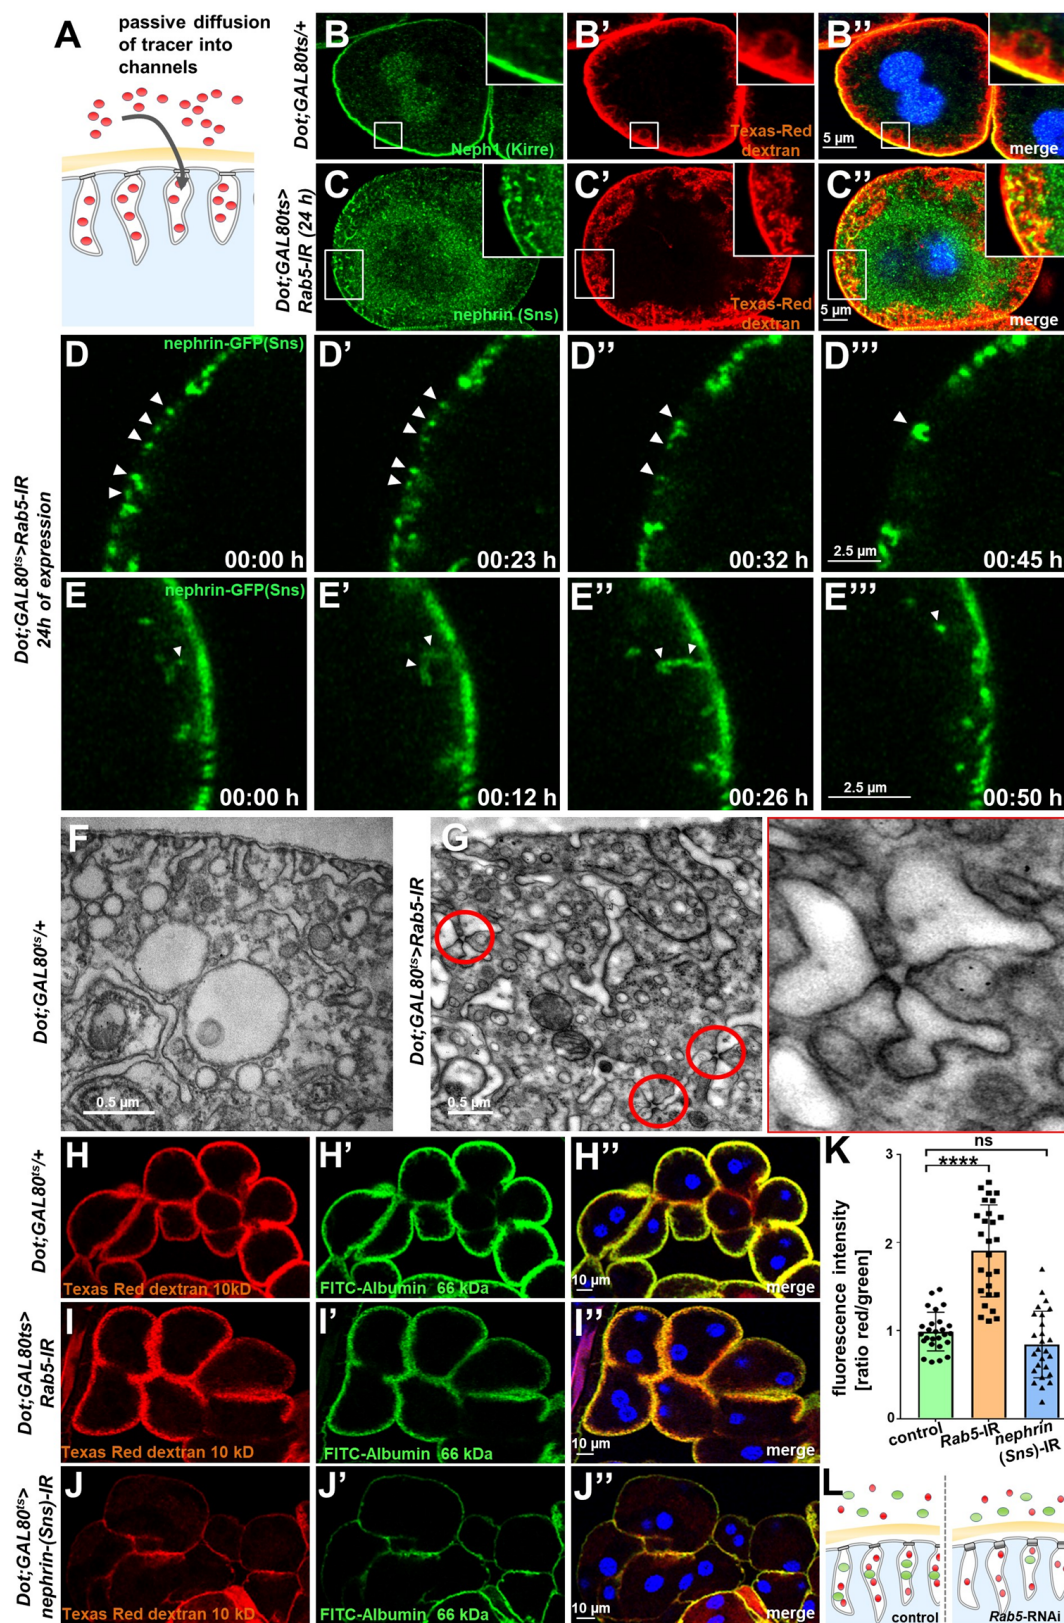 A
passive diffusion
of tracer into
channels
Dot;GAL80ts/+
B
Neph1 (Kirre)
B'
Texas-Red
dextran
B''
5 µm
merge
Dot;GAL80ts>
Rab5-IR (24 h)
C
nephrin (Sns)
C'
Texas-Red
dextran
C''
5 µm
merge
Dot;GAL80ts>Rab5-IR
24h of expression
D
nephrin-GFP(Sns)
00:00 h
D'
00:23 h
D''
00:32 h
D'''
2.5 µm
00:45 h
E
nephrin-GFP(Sns)
00:00 h
E'
00:12 h
E''
00:26 h
E'''
2.5 µm
00:50 h
Dot;GAL80ts/+
F
0.5 µm
Dot;GAL80ts>Rab5-IR
G
0.5 µm
Dot;GAL80ts/+
H
Texas Red dextran 10kD
H'
FITC-Albumin 66 kDa
H''
10 µm
merge
Dot;GAL80ts>
Rab5-IR
I
Texas Red dextran 10 kD
I'
FITC-Albumin 66 kDa
I''
10 µm
merge
Dot;GAL80ts>
nephrin-(Sns)-IR
J
Texas Red dextran 10 kD
J'
FITC-Albumin 66 kDa
J''
10 µm
merge
K
ns
****
fluorescence intensity
[ratio red/green]
3
2
1
0
control
Rab5-IR
nephrin
(Sns)-IR
L
control
Rab5-RNAi